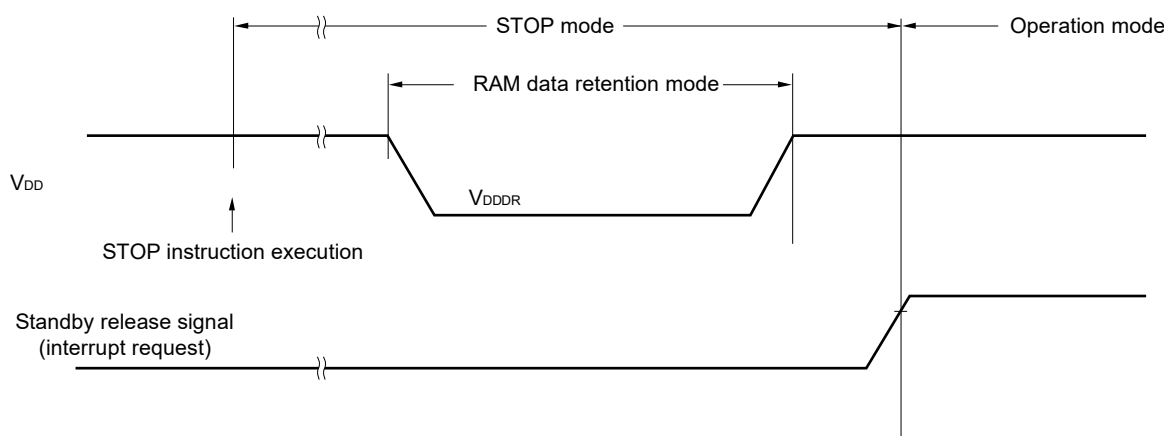 STOP mode
Operation mode
RAM data retention mode
VDD
VDDDR
STOP instruction execution
Standby release signal
(interrupt request)